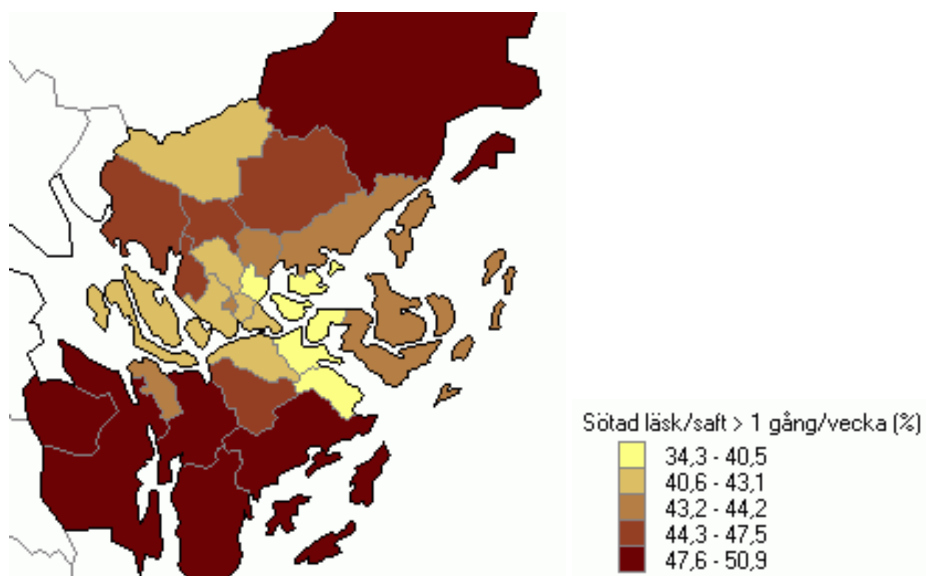 Sötad läsk/saft > 1 gång/vecka (%)
34,3 - 40,5
40,6 - 43,1
43,2 - 44,2
44,3 - 47,5
47,6 - 50,9